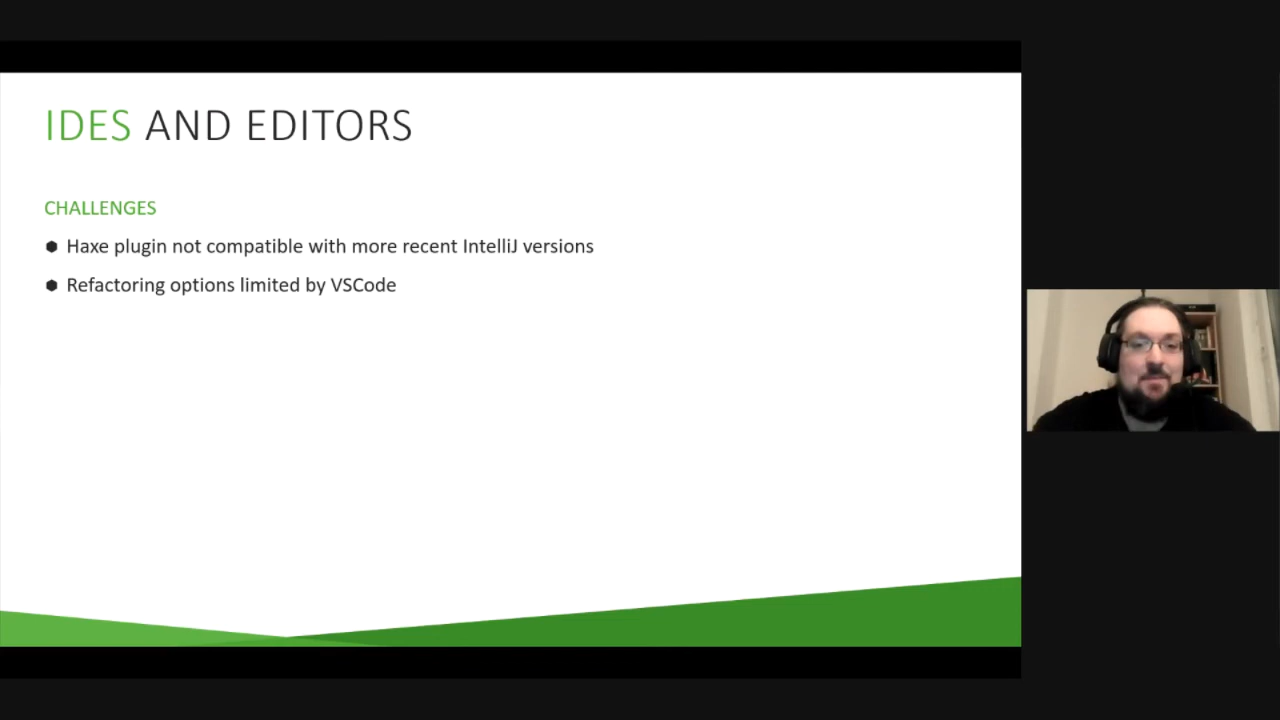 IDES AND EDITORS
CHALLENGES
Haxe plugin not compatible with more recent IntelliJ versions
Refactoring options limited by VSCode